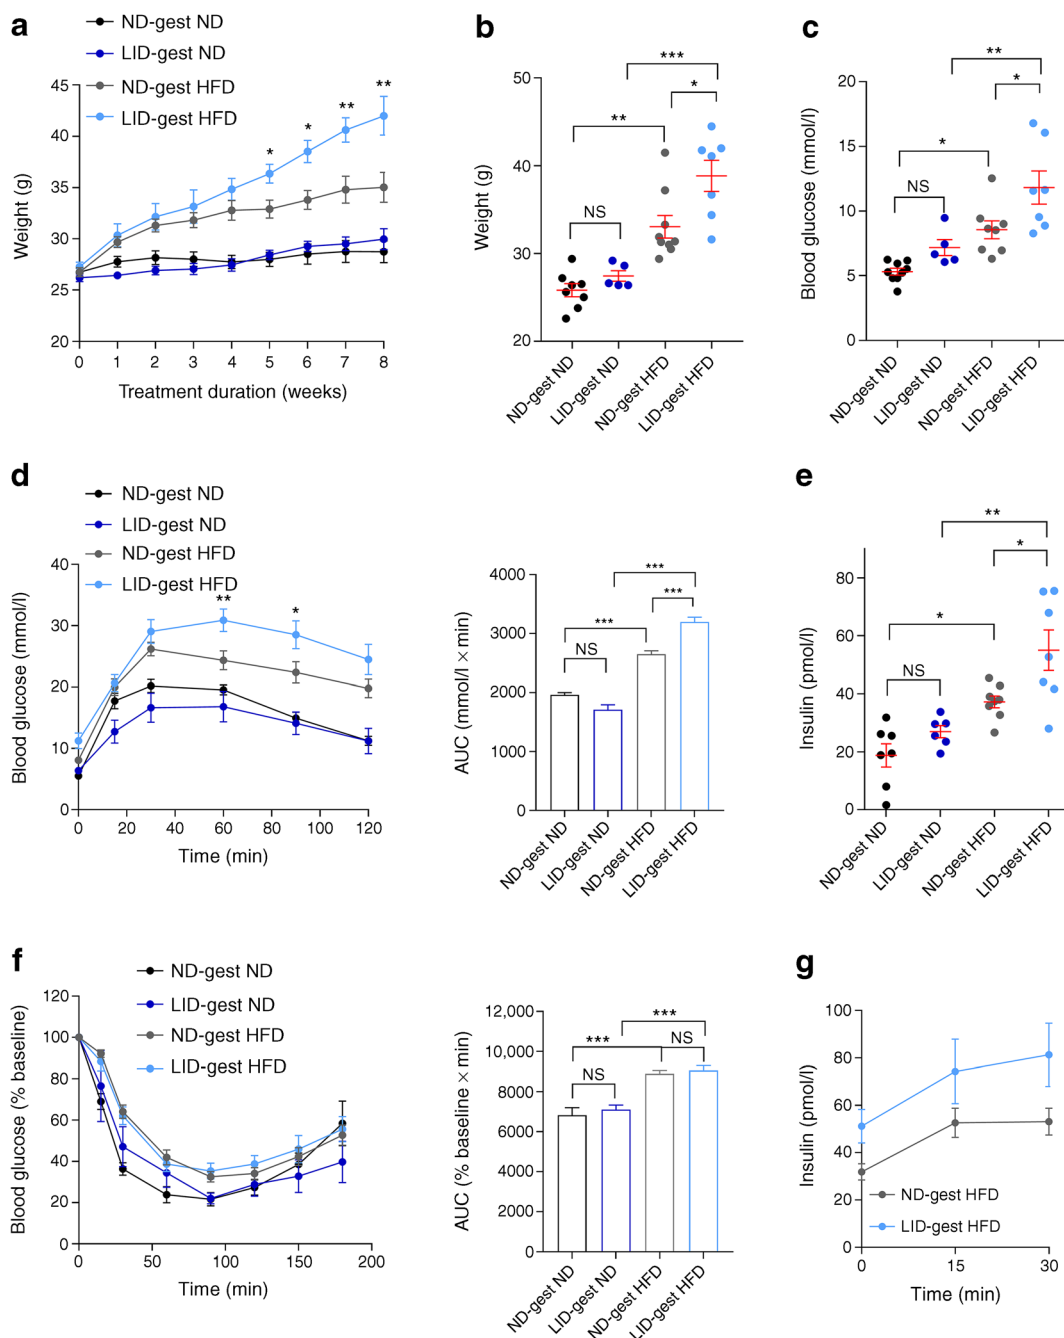 a
ND-gest ND
LID-gest ND
ND-gest HFD
LID-gest HFD
45
40
35
30
25
20
Weight (g)
* * ** **
0 1 2 3 4 5 6 7 8
Treatment duration (weeks)
b
***
*
**
NS
50
40
30
20
Weight (g)
ND-gest ND
LID-gest ND
ND-gest HFD
LID-gest HFD
c
**
*
*
NS
20
15
10
5
0
Blood glucose (mmol/l)
ND-gest ND
LID-gest ND
ND-gest HFD
LID-gest HFD
d
ND-gest ND
LID-gest ND
ND-gest HFD
LID-gest HFD
** *
40
30
20
10
0
Blood glucose (mmol/l)
0 20 40 60 80 100 120
Time (min)
***
***
***
NS
4000
3000
2000
1000
0
AUC (mmol/l × min)
ND-gest ND
LID-gest ND
ND-gest HFD
LID-gest HFD
e
**
*
*
NS
80
60
40
20
0
Insulin (pmol/l)
ND-gest ND
LID-gest ND
ND-gest HFD
LID-gest HFD
f
ND-gest ND
LID-gest ND
ND-gest HFD
LID-gest HFD
120
100
80
60
40
20
0
Blood glucose (% baseline)
0 50 100 150 200
Time (min)
***
*** NS
NS
12,000
10,000
8000
6000
4000
2000
0
AUC (% baseline × min)
ND-gest ND
LID-gest ND
ND-gest HFD
LID-gest HFD
g
100
80
60
40
20
0
Insulin (pmol/l)
ND-gest HFD
LID-gest HFD
0 15 30
Time (min)